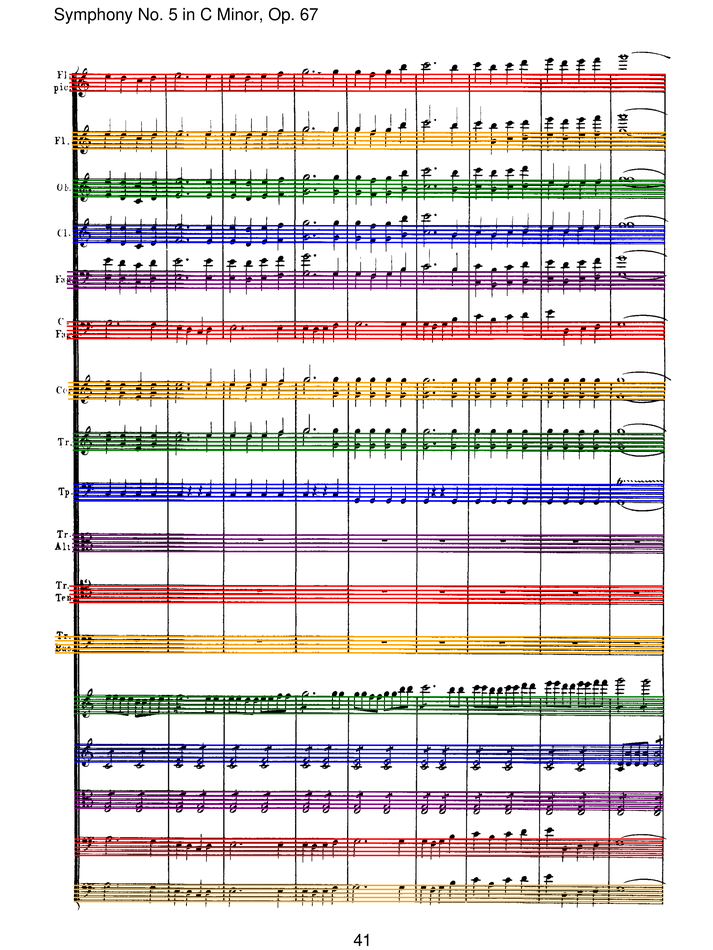 Symphony No. 5 in C Minor, Op. 67
Fl.
pic.
Fl.
Ob.
Cl.
Fag.
C
Fa
Co
Tr.
Tp.
Tr.
Alt
Tr.
Ten
Tr.
Bas.
41